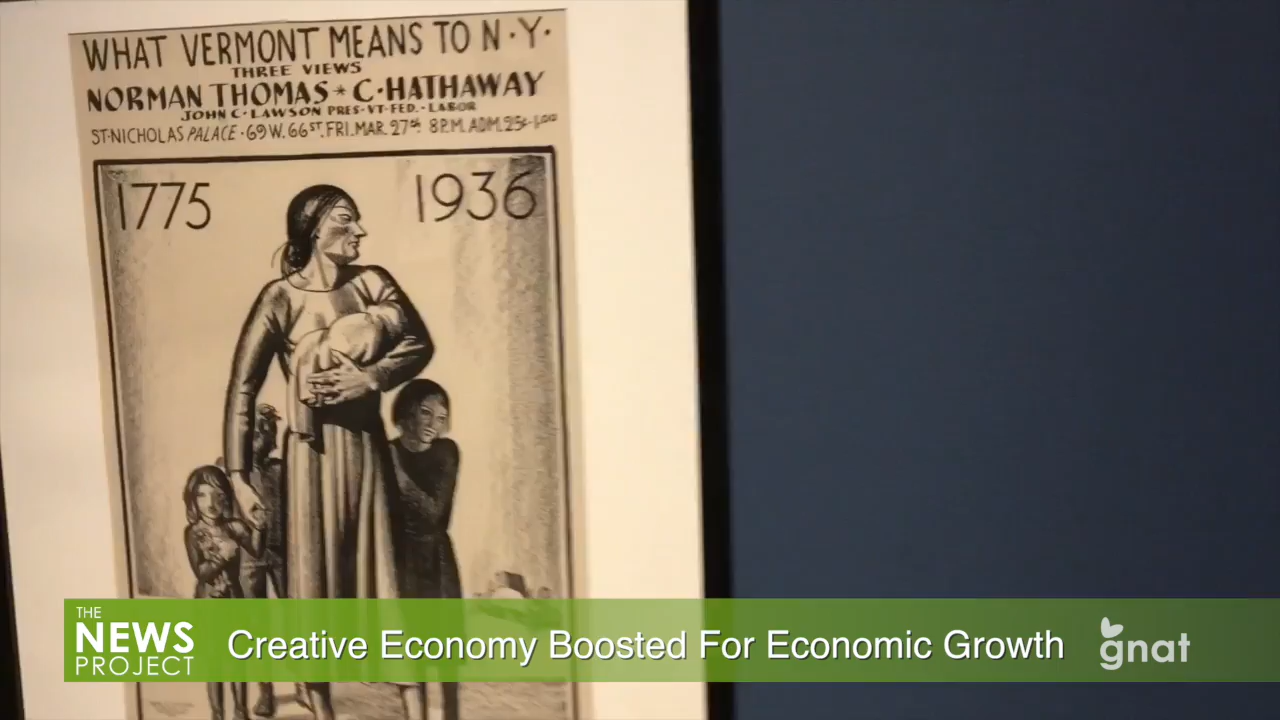 WHAT VERMONT MEANS TO N·Y·
THREE VIEWS
NORMAN THOMAS * C·HATHAWAY
JOHN C·LAWSON PRES·VT·FED.·LABOR
ST·NICHOLAS PALACE·69 W. 66ST. FRI. MAR. 27th 8P.M. ADM. 25¢-1.00
1775 1936
THE
NEWS
PROJECT
Creative Economy Boosted For Economic Growth
gnat